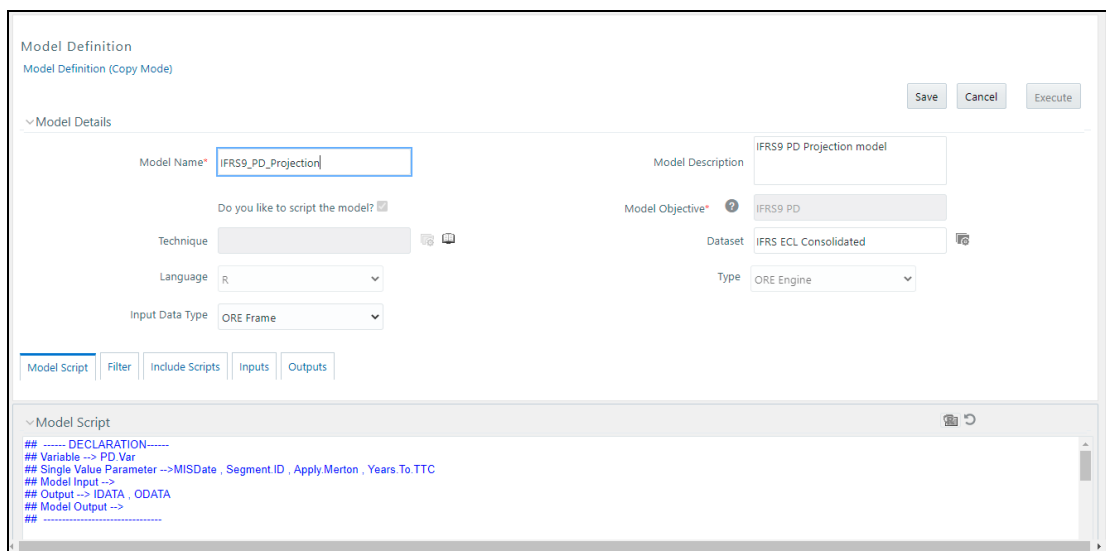 Model Definition
Model Definition (Copy Mode)
Save Cancel Execute
Model Details
Model Name* IFRS9_PD_Projection Model Description IFRS9 PD Projection model
Do you like to script the model? Model Objective* ? IFRS9 PD
Technique Dataset IFRS ECL Consolidated
Language R Type ORE Engine
Input Data Type ORE Frame
Model Script Filter Include Scripts Inputs Outputs
Model Script
## ------ DECLARATION------
## Variable --> PD.Var
## Single Value Parameter -->MISDate , Segment.ID , Apply.Merton , Years.To.TTC
## Model Input -->
## Output --> IDATA , ODATA
## Model Output -->
## --------------------------------